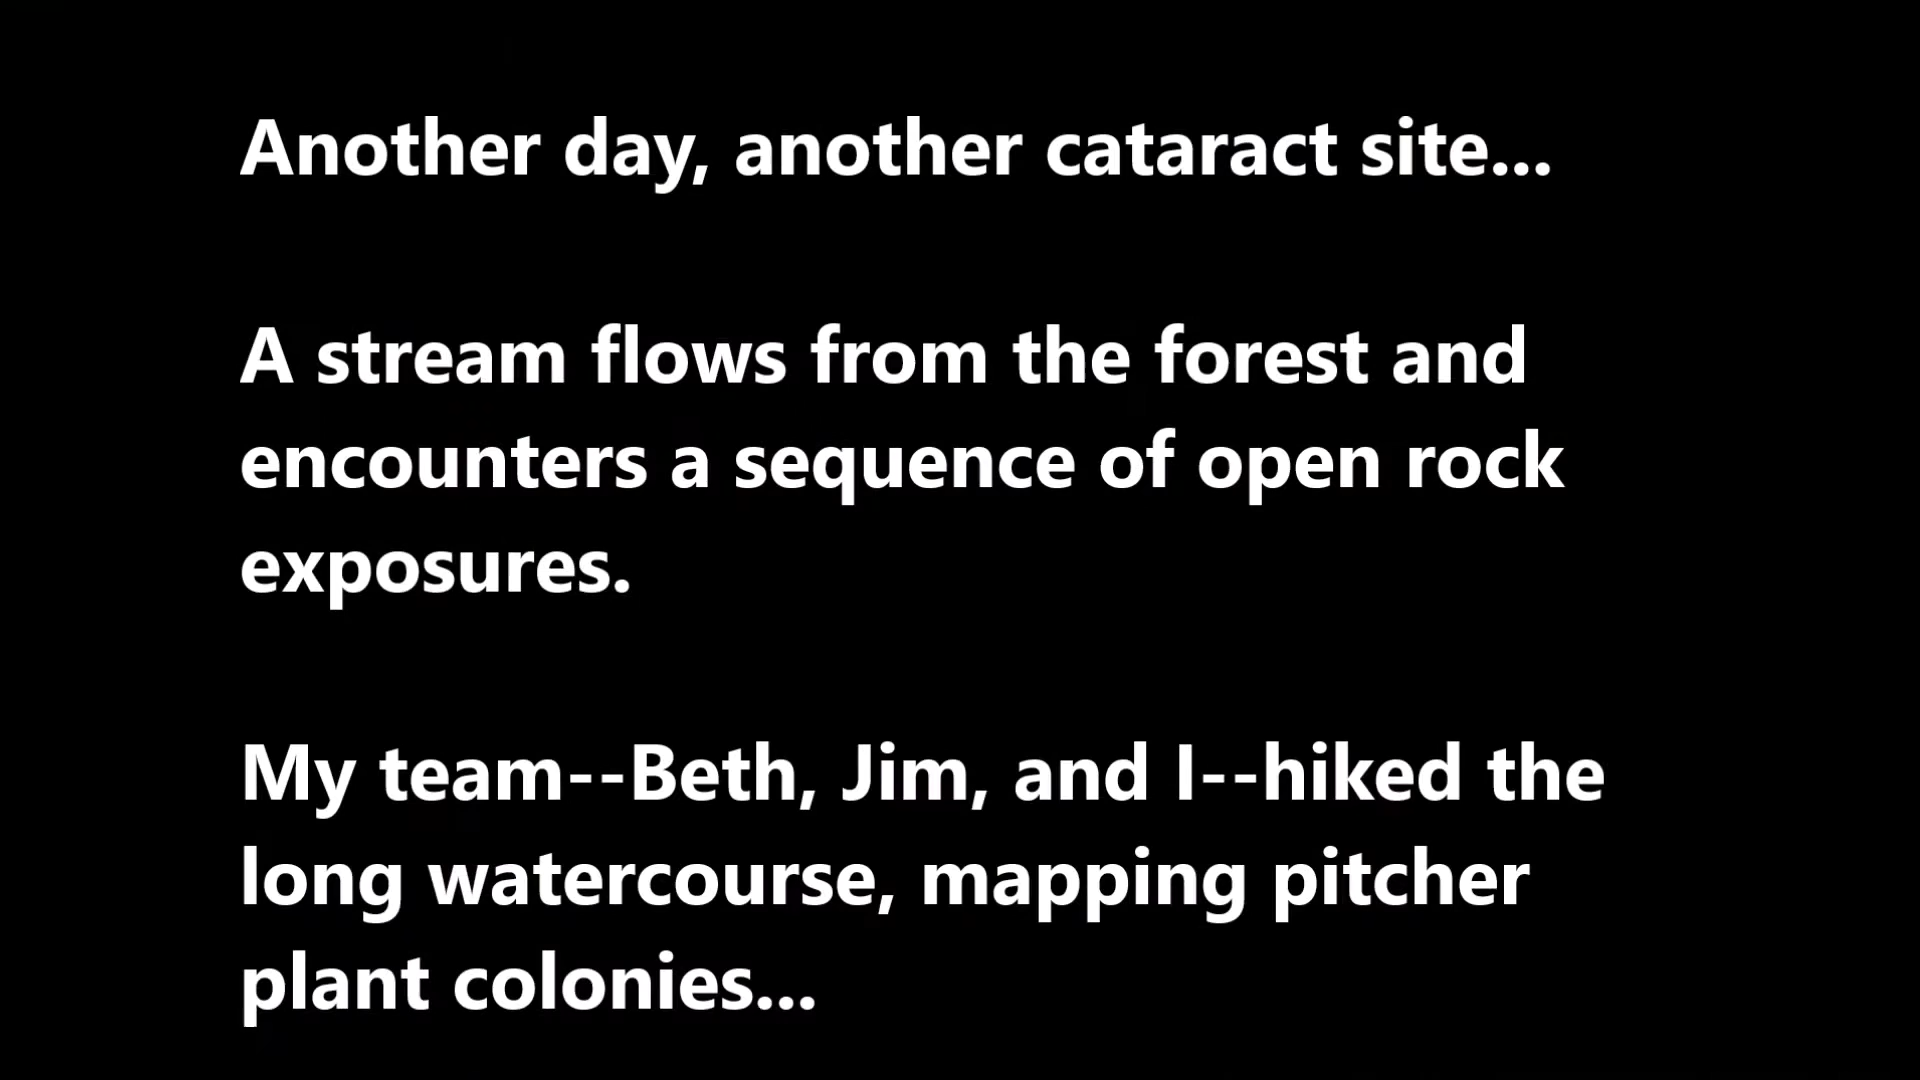 Another day, another cataract site...
A stream flows from the forest and
encounters a sequence of open rock
exposures.
My team--Beth, Jim, and I--hiked the
long watercourse, mapping pitcher
plant colonies...